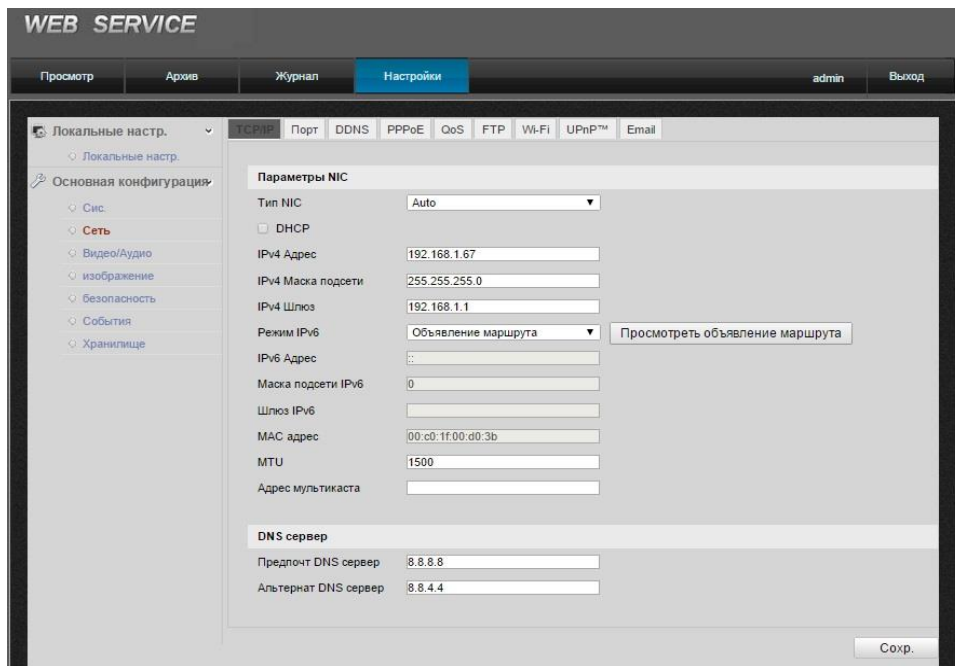 WEB SERVICE
Просмотр Архив Журнал Настройки admin Выход
Локальные настр.
Локальные настр.
Основная конфигурация
Сис.
Сеть
Видео/Аудио
изображение
безопасность
События
Хранилище
TCP/IP Порт DDNS PPPoE QoS FTP Wi-Fi UPnP™ Email
Параметры NIC
Тип NIC Auto
DHCP
IPv4 Адрес 192.168.1.67
IPv4 Маска подсети 255.255.255.0
IPv4 Шлюз 192.168.1.1
Режим IPv6 Объявление маршрута Просмотреть объявление маршрута
IPv6 Адрес ::
Маска подсети IPv6 0
Шлюз IPv6
MAC адрес 00:c0:1f:00:d0:3b
MTU 1500
Адрес мультикаста
DNS сервер
Предпочт DNS сервер 8.8.8.8
Альтернат DNS сервер 8.8.4.4
Сохр.